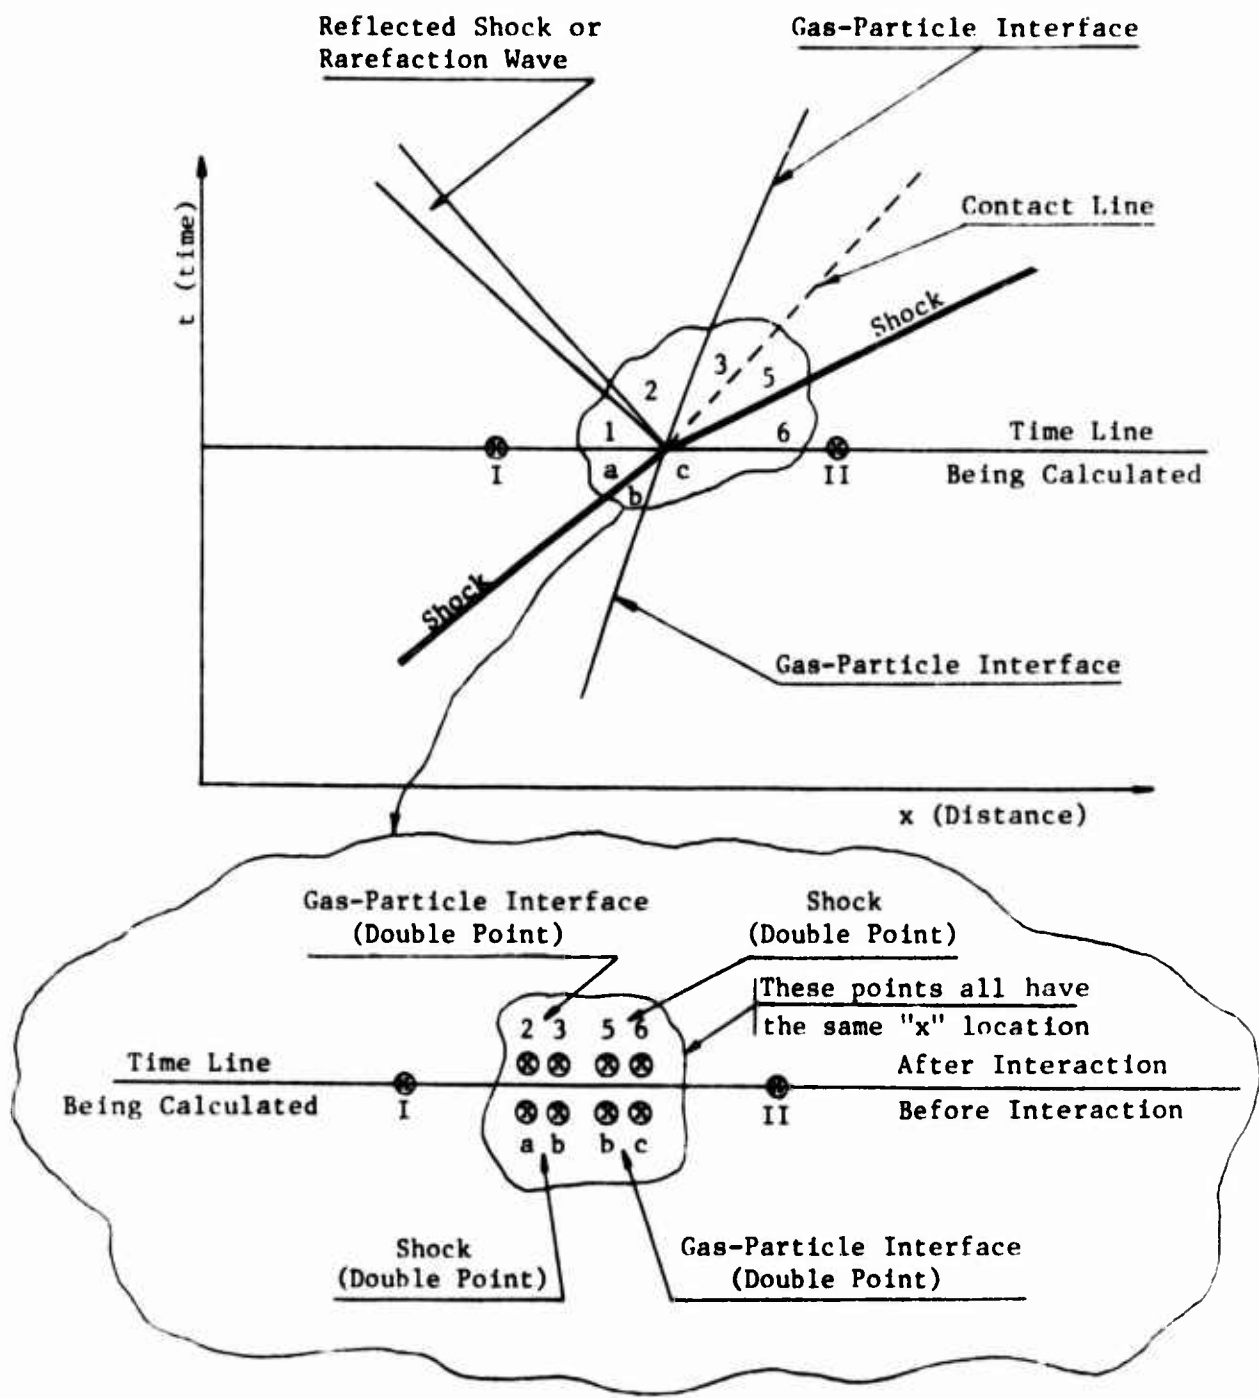 Reflected Shock or
Rarefaction Wave
Gas-Particle Interface
t (time)
Contact Line
Shock
3
2
5
1
6
Time Line
a
c
I
II
Being Calculated
b
Shock
Gas-Particle Interface
x (Distance)
Gas-Particle Interface
(Double Point)
Shock
(Double Point)
These points all have
the same "x" location
2 3 5 6
Time Line
After Interaction
Being Calculated
I
II
Before Interaction
a b b c
Shock
(Double Point)
Gas-Particle Interface
(Double Point)